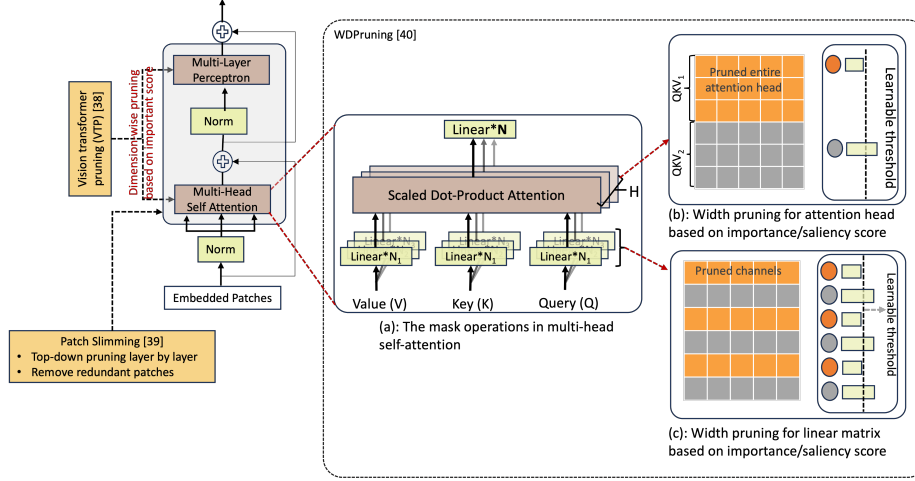 WDPruning [40]
Multi-Layer
Perceptron
Norm
Multi-Head
Self Attention
Norm
Embedded Patches
Vision transformer
pruning (VTP) [38]
Dimension-wise pruning
based on important score
Patch Slimming [39]
• Top-down pruning layer by layer
• Remove redundant patches
Linear*N
Scaled Dot-Product Attention
H
Linear*N
Linear*N
Linear*N
Linear*N₁
Linear*N₁
Linear*N₁
Value (V)
Key (K)
Query (Q)
(a): The mask operations in multi-head
self-attention
QKV₁
QKV₂
Pruned entire
attention head
Learnable threshold
(b): Width pruning for attention head
based on importance/saliency score
Pruned channels
Learnable threshold
(c): Width pruning for linear matrix
based on importance/saliency score